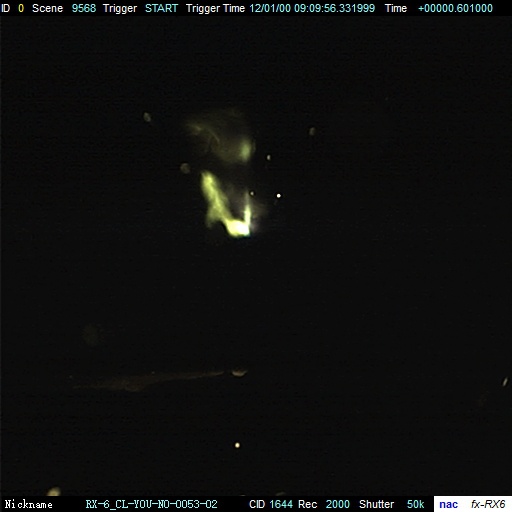 ID 0 Scene 9568 Trigger START Trigger Time 12/01/00 09:09:56.331999 Time +00000.601000
Nickname RX-6_CL-YOU-NO-0053-02 CID 1644 Rec 2000 Shutter 50k nac fx-RX6